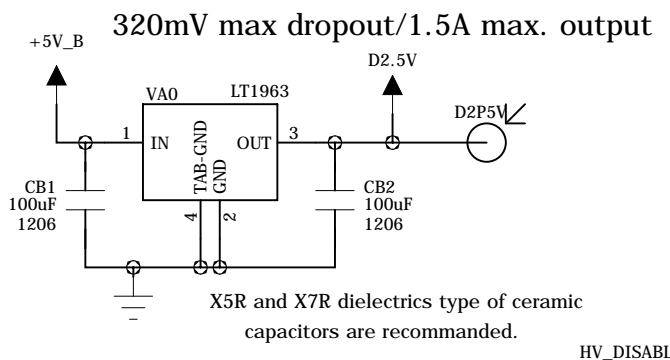 320mV max dropout/1.5A max. output
+5V_B
D2.5V
VA0
LT1963
D2P5V
1
IN
OUT
3
TAB-GND
GND
4
2
CB1
100uF
1206
CB2
100uF
1206
X5R and X7R dielectrics type of ceramic
capacitors are recommanded.
HV_DISABL